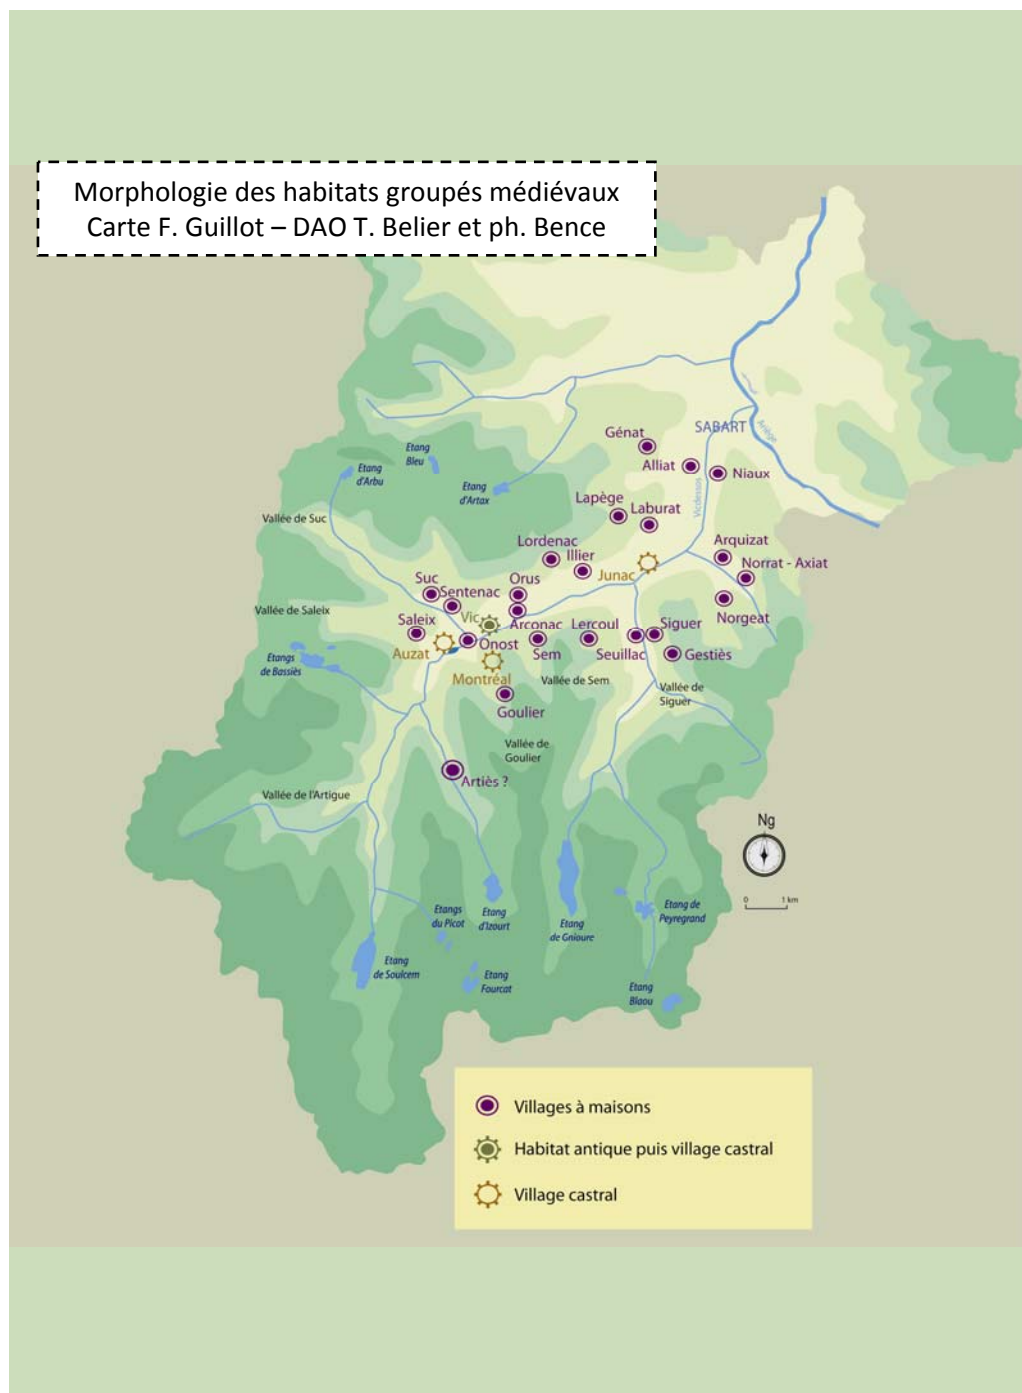 Morphologie des habitats groupés médiévaux
Carte F. Guillot – DAO T. Belier et ph. Bence
SABART
Ariège
Génat
Alliat
Niaux
Vicdessos
Etang
Bleu
Etang
d'Arbu
Etang
d'Artax
Lapège
Laburat
Vallée de Suc
Lordenac
Illier
Junac
Arquizat
Norrat - Axiat
Suc
Sentenac
Orus
Vallée de Saleix
Saleix
Vic
Arconac
Lercoul
Siguer
Norgeat
Auzat
Onost
Sem
Seuillac
Gestiès
Etangs
de Bassiès
Montréal
Vallée de Sem
Vallée de
Siguer
Goulier
Vallée de
Goulier
Artiès ?
Vallée de l'Artigue
Ng
0 1 km
Etangs
du Picot
Etang
d'Izourt
Etang
de Gnioure
Etang de
Peyregrand
Etang
de Soulcem
Etang
Fourcat
Etang
Blaou
Villages à maisons
Habitat antique puis village castral
Village castral